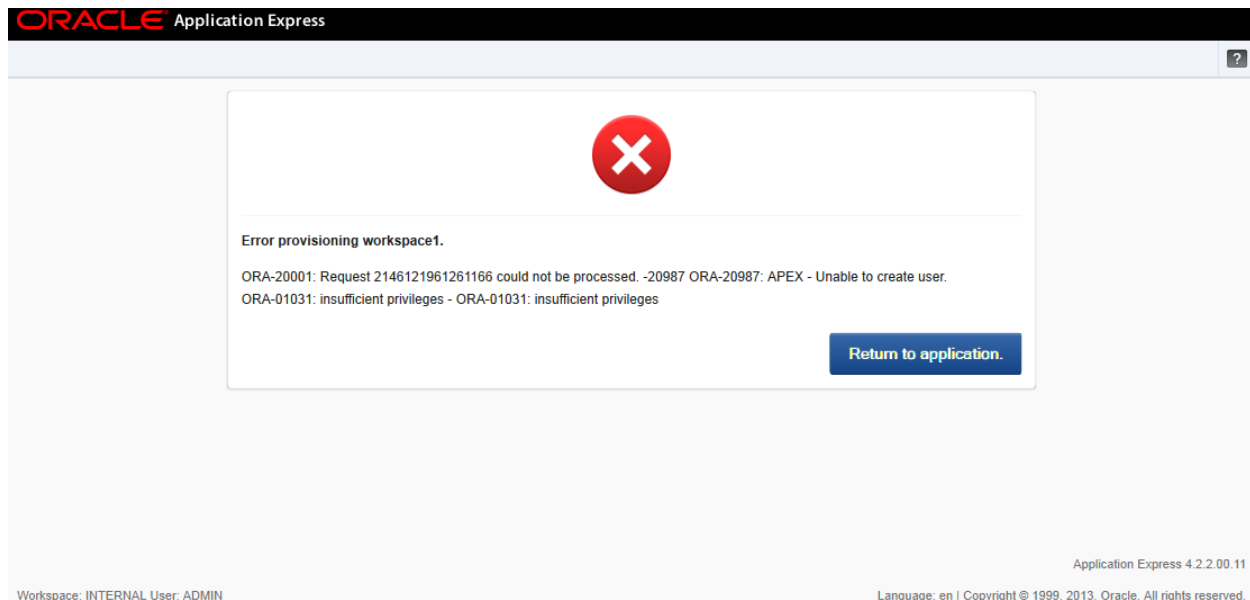 ORACLE Application Express
?
Error provisioning workspace1.
ORA-20001: Request 2146121961261166 could not be processed. -20987 ORA-20987: APEX - Unable to create user.
ORA-01031: insufficient privileges - ORA-01031: insufficient privileges
Return to application.
Application Express 4.2.2.00.11
Workspace: INTERNAL User: ADMIN
Language: en | Copyright © 1999, 2013, Oracle. All rights reserved.